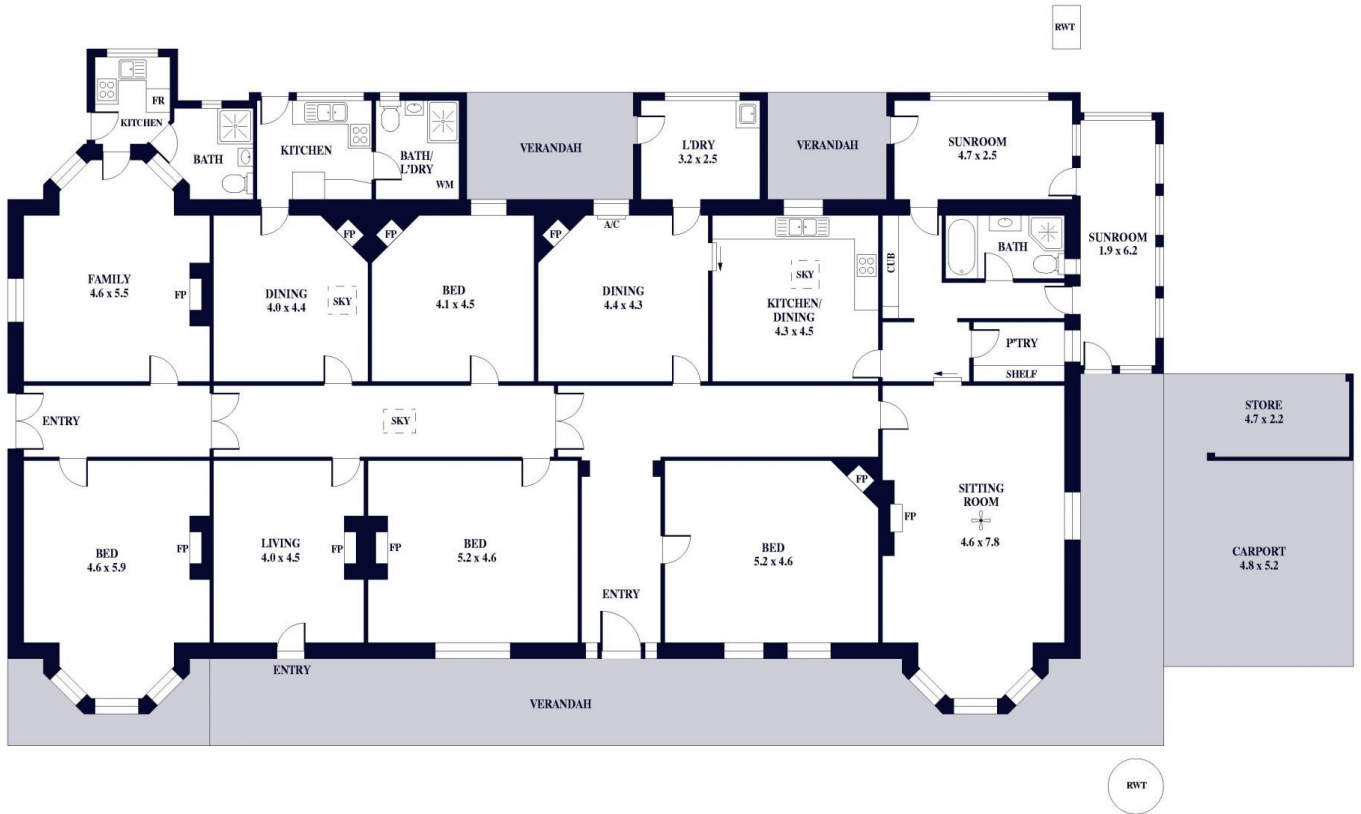 RWT
FR
KITCHEN
BATH
KITCHEN
BATH/
L'DRY
WM
VERANDAH
L'DRY
3.2 x 2.5
VERANDAH
SUNROOM
4.7 x 2.5
SUNROOM
1.9 x 6.2
FAMILY
4.6 x 5.5
FP
DINING
4.0 x 4.4
FP
SKY
FP
BED
4.1 x 4.5
FP
A/C
DINING
4.4 x 4.3
SKY
KITCHEN/
DINING
4.3 x 4.5
CUB
BATH
P'TRY
SHELF
ENTRY
SKY
STORE
4.7 x 2.2
BED
4.6 x 5.9
FP
LIVING
4.0 x 4.5
FP
FP
BED
5.2 x 4.6
ENTRY
BED
5.2 x 4.6
FP
FP
SITTING
ROOM
4.6 x 7.8
CARPORT
4.8 x 5.2
ENTRY
VERANDAH
RWT